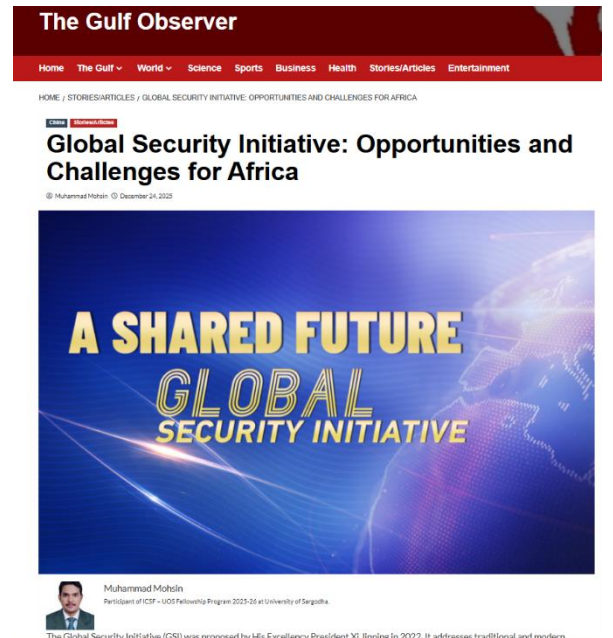 The Gulf Observer
Home The Gulf World Science Sports Business Health Stories/Articles Entertainment
HOME / STORIES/ARTICLES / GLOBAL SECURITY INITIATIVE: OPPORTUNITIES AND CHALLENGES FOR AFRICA
China Stories/Articles
Global Security Initiative: Opportunities and
Challenges for Africa
Muhammad Mohsin December 24, 2025
A SHARED FUTURE
GLOBAL
SECURITY INITIATIVE
Muhammad Mohsin
Participant of ICSF – UOS Fellowship Program 2025-26 at University of Sargodha.
The Global Security Initiative (GSI) was proposed by His Excellency President Xi Jinping in 2022. It addresses traditional and modern